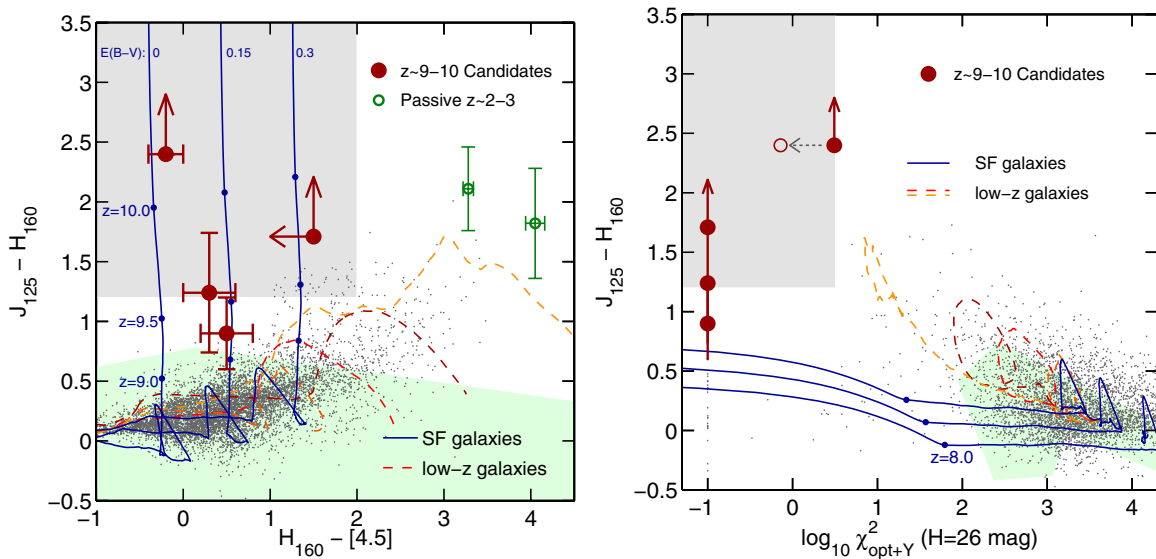 3.5
3
2.5
2
1.5
1
0.5
0
−0.5
−1
0
1
2
3
4
J125 − H160
H160 − [4.5]
E(B−V): 0
0.15
0.3
z~9−10 Candidates
Passive z~2−3
z=10.0
z=9.5
z=9.0
SF galaxies
low−z galaxies
3.5
3
2.5
2
1.5
1
0.5
0
−0.5
−1
0
1
2
3
4
J125 − H160
log10 χ2opt+Y (H=26 mag)
z~9−10 Candidates
SF galaxies
low−z galaxies
z=8.0